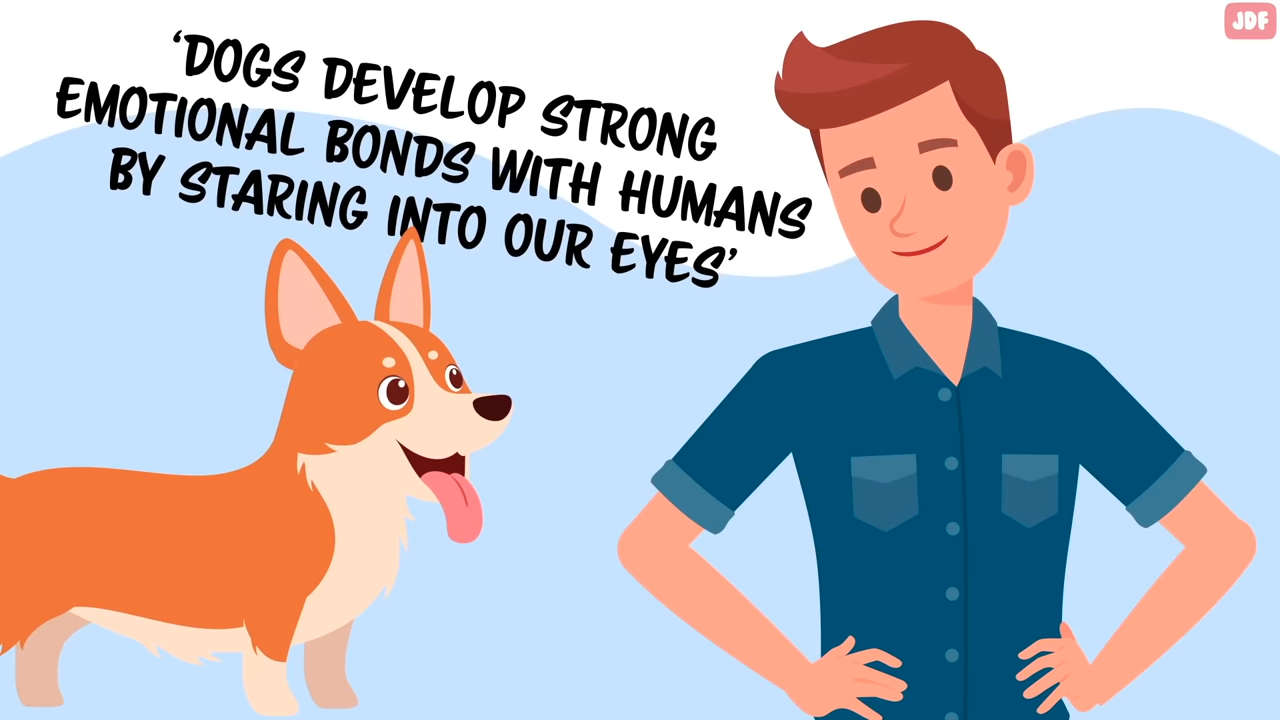 ‘DOGS DEVELOP STRONG
EMOTIONAL BONDS WITH HUMANS
BY STARING INTO OUR EYES’
JDF